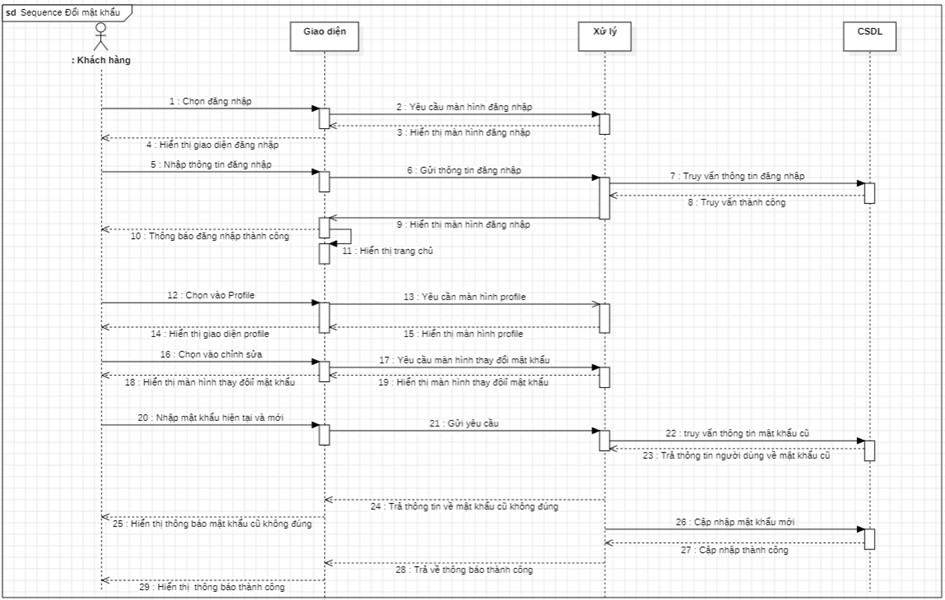 sd Sequence Đổi mật khẩu
Giao diện
Xử lý
CSDL
: Khách hàng
1 : Chọn đăng nhập
2 : Yêu cầu màn hình đăng nhập
3 : Hiển thị màn hình đăng nhập
4 : Hiển thị giao diện đăng nhập
5 : Nhập thông tin đăng nhập
6 : Gửi thông tin đăng nhập
7 : Truy vấn thông tin đăng nhập
8 : Truy vấn thành công
9 : Hiển thị màn hình đăng nhập
10 : Thông báo đăng nhập thành công
11 : Hiển thị trang chủ
12 : Chọn vào Profile
13 : Yêu cần màn hình profile
14 : Hiển thị giao diện profile
15 : Hiển thị màn hình profile
16 : Chọn vào chỉnh sửa
17 : Yêu cầu màn hình thay đổi mật khẩu
18 : Hiển thị màn hình thay đổii mật khẩu
19 : Hiển thị màn hình thay đổii mật khẩu
20 : Nhập mật khẩu hiện tại và mới
21 : Gửi yêu cầu
22 : truy vấn thông tin mật khẩu cũ
23 : Trả thông tin người dùng về mật khẩu cũ
24 : Trả thông tin về mật khẩu cũ không đúng
25 : Hiển thị thông báo mật khẩu cũ không đúng
26 : Cập nhập mật khẩu mới
27 : Cập nhập thành công
28 : Trả về thông báo thành công
29 : Hiển thị thông báo thành công